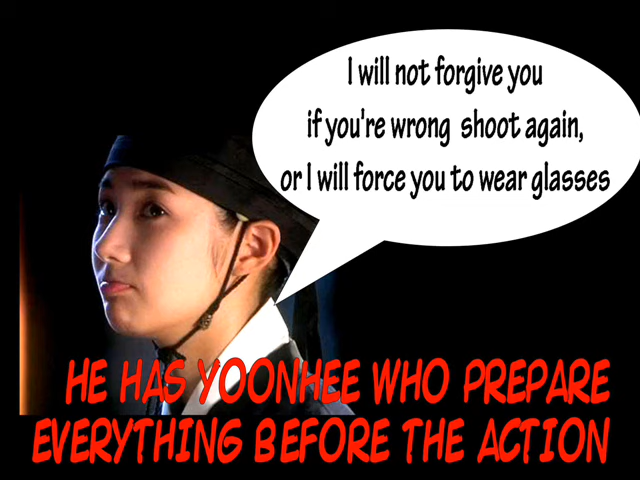 I will not forgive you
if you're wrong shoot again,
or I will force you to wear glasses
HE HAS YOONHEE WHO PREPARE
EVERYTHING BEFORE THE ACTION